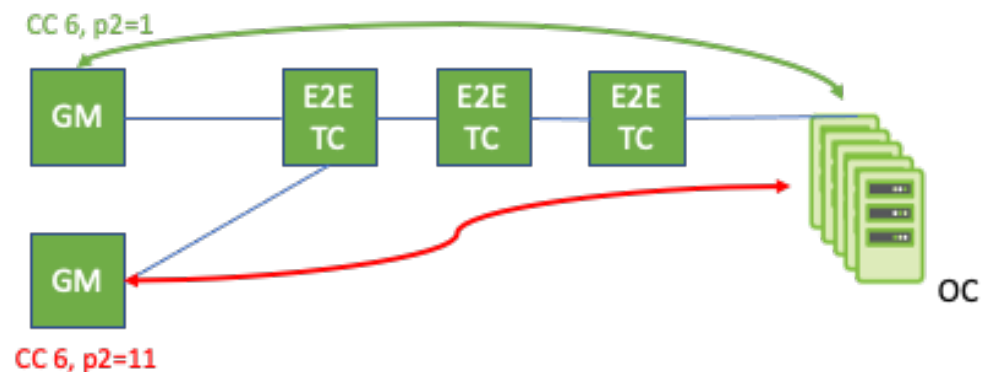 CC 6, p2=1
GM
E2E
TC
E2E
TC
E2E
TC
GM
OC
CC 6, p2=11